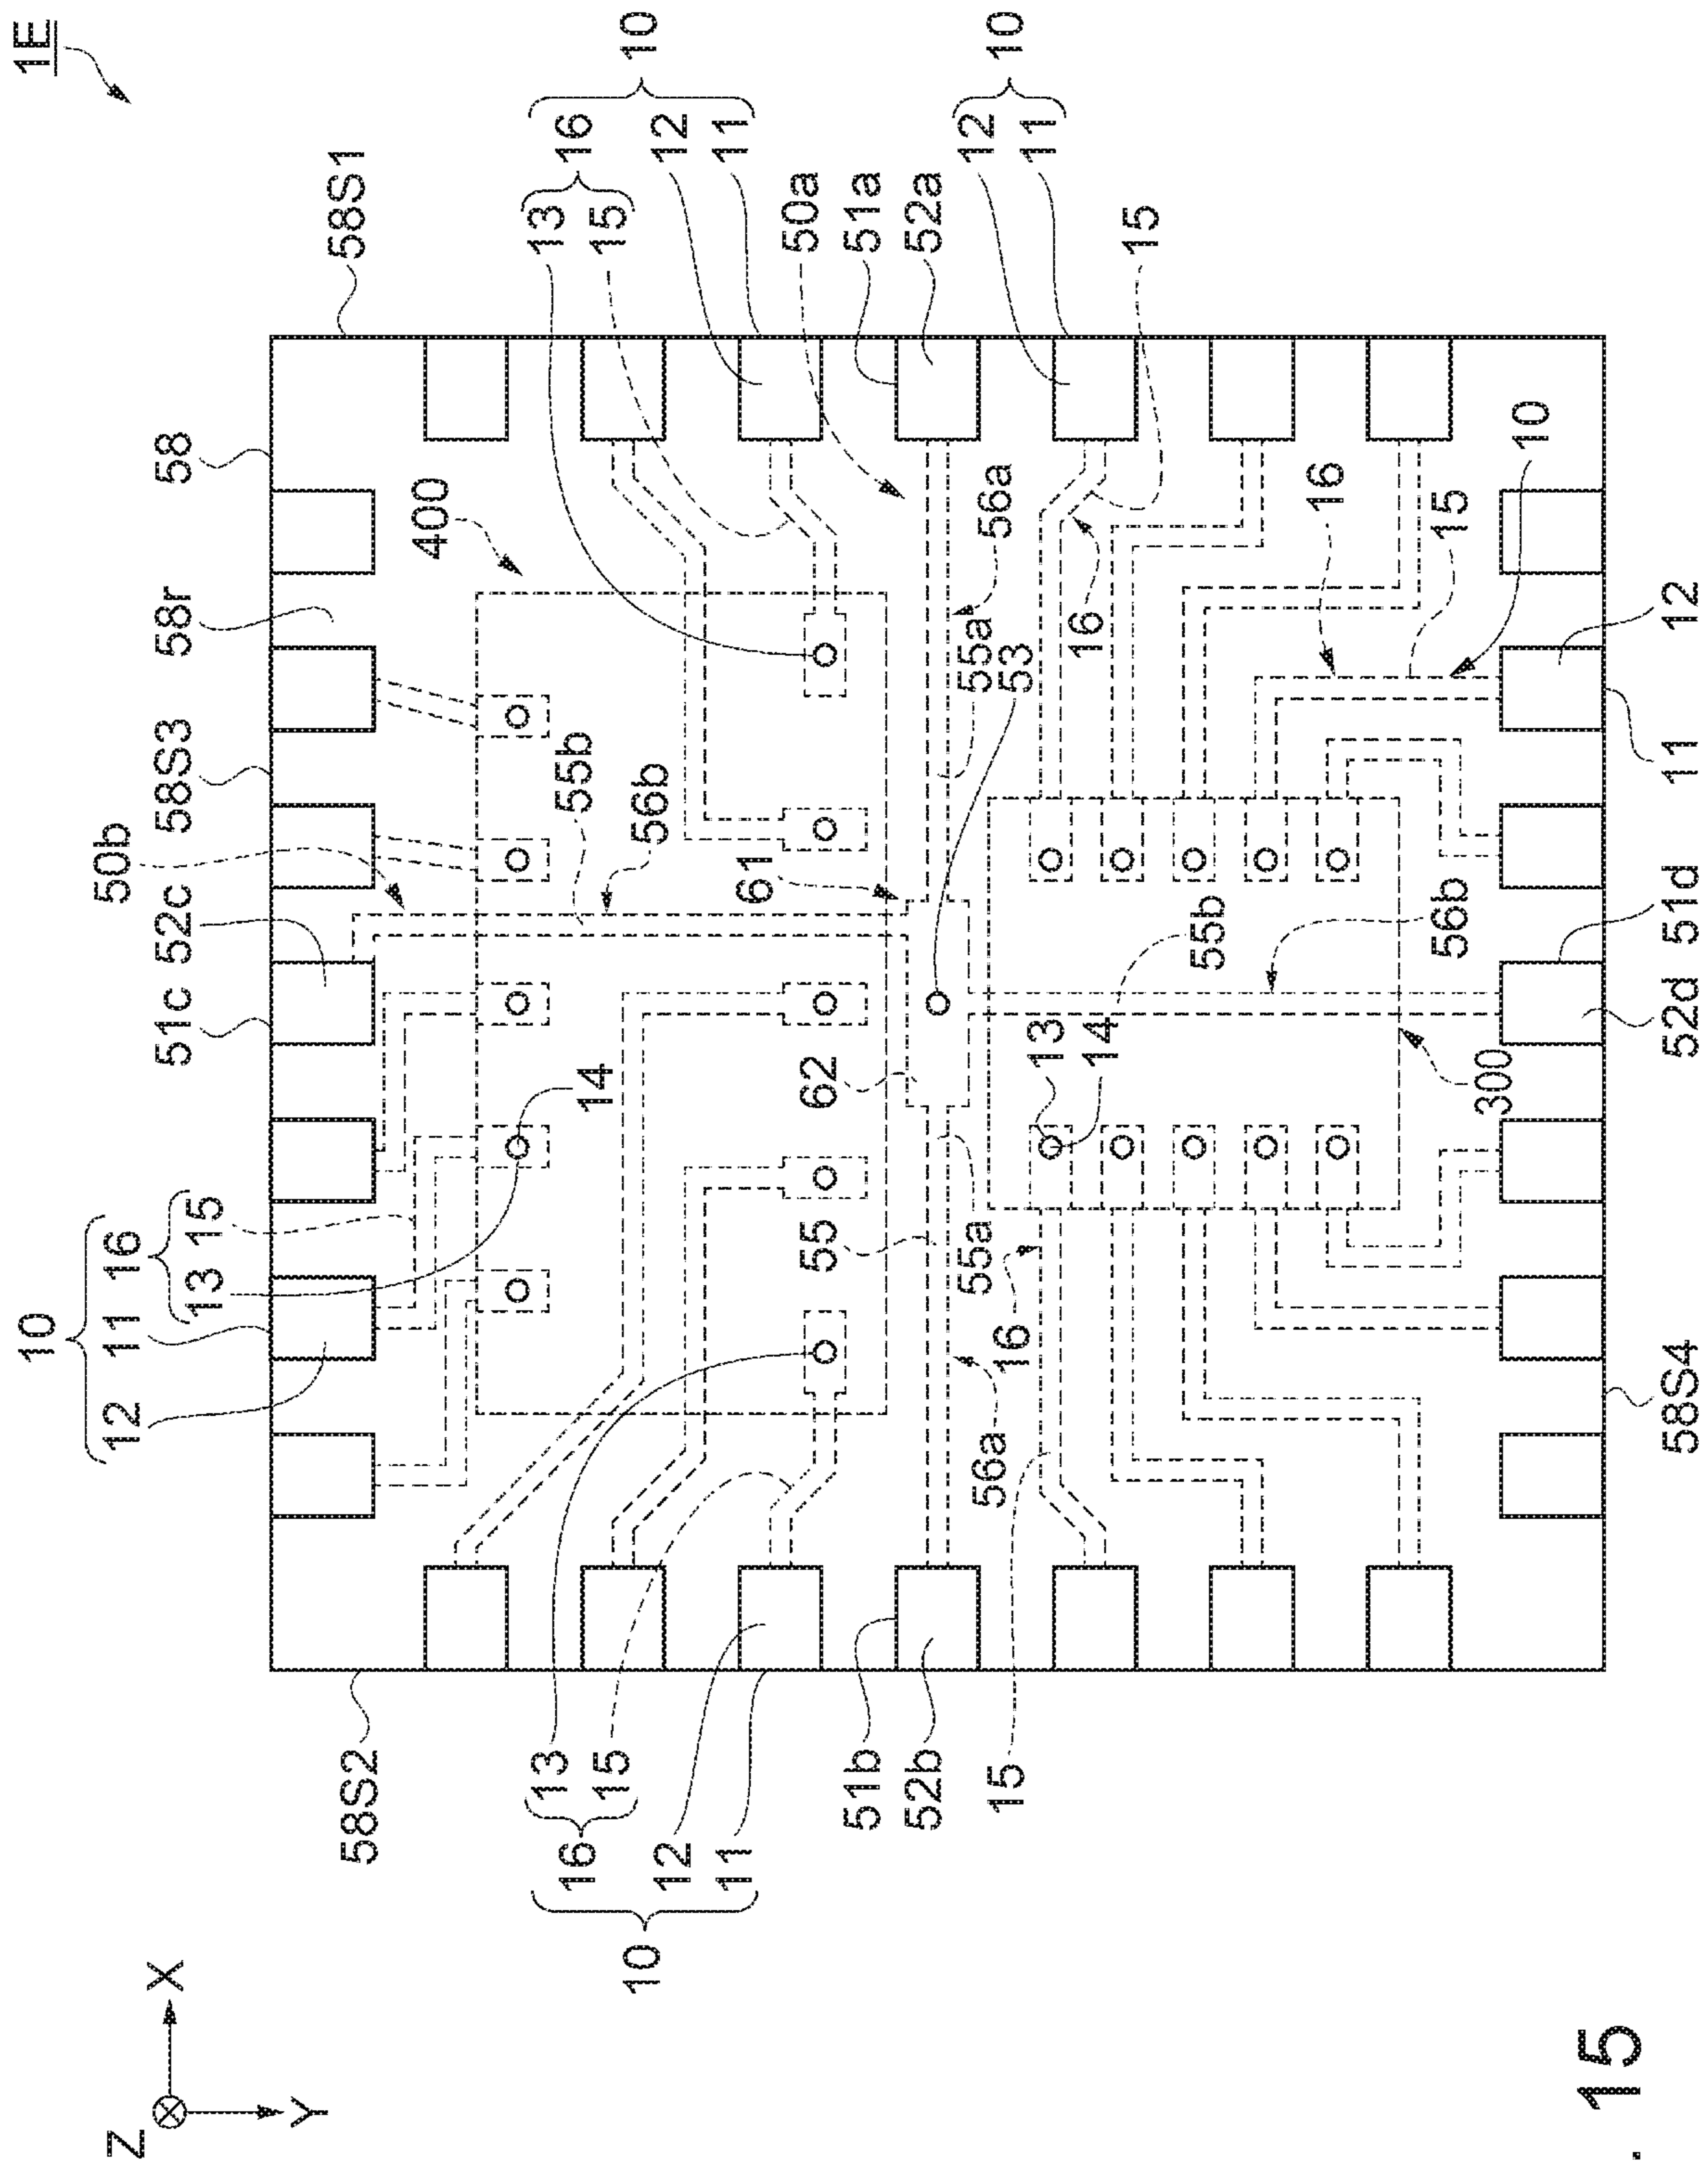 1E
10
12 16 50b
11 51c 52c 58S3 58r 58
13 15
Z X
Y
58S2 58S1
400
13 13
16 14 55b 16
15 15
10 56b 10
12 12
11 61 11
55 62 50a
51b 51a
52b 52a
55a 55a 12
56a 56a
15 16 53 10
13 11
14 16
15
55b
16
56b 15
300
10
58S4 52d 51d 11 12
. 15